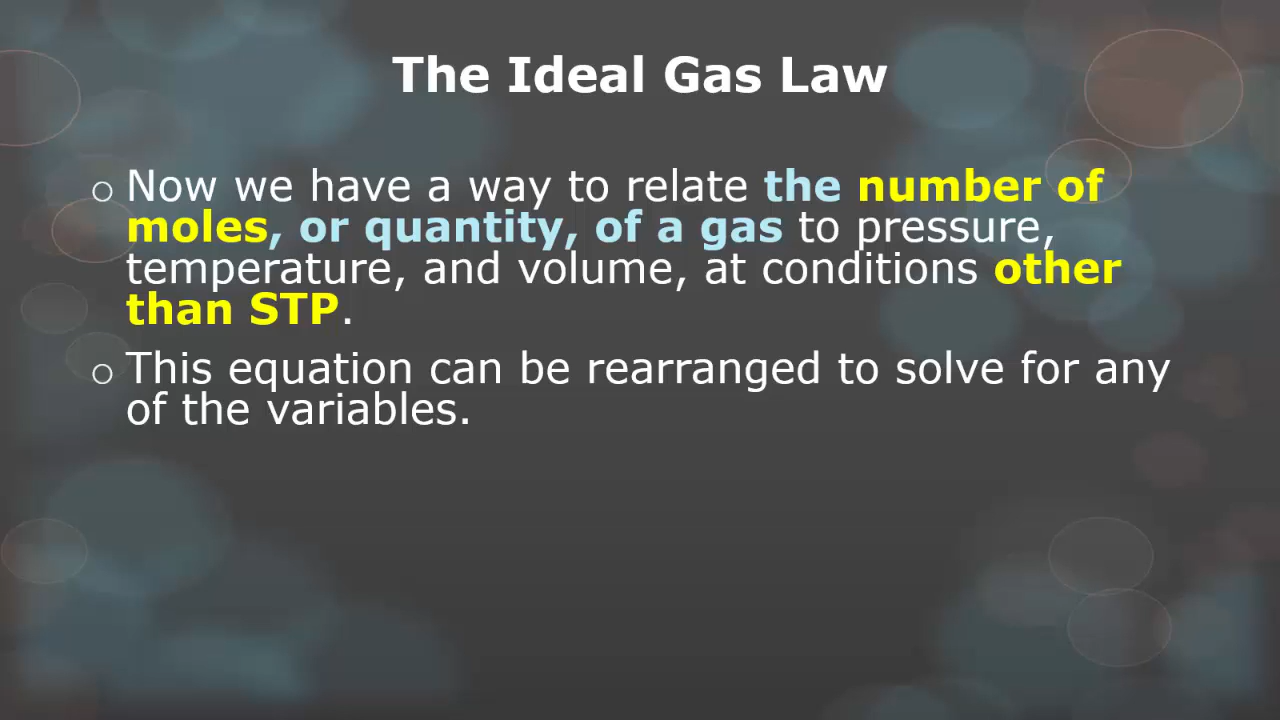 The Ideal Gas Law
○ Now we have a way to relate the number of
moles, or quantity, of a gas to pressure,
temperature, and volume, at conditions other
than STP.
○ This equation can be rearranged to solve for any
of the variables.